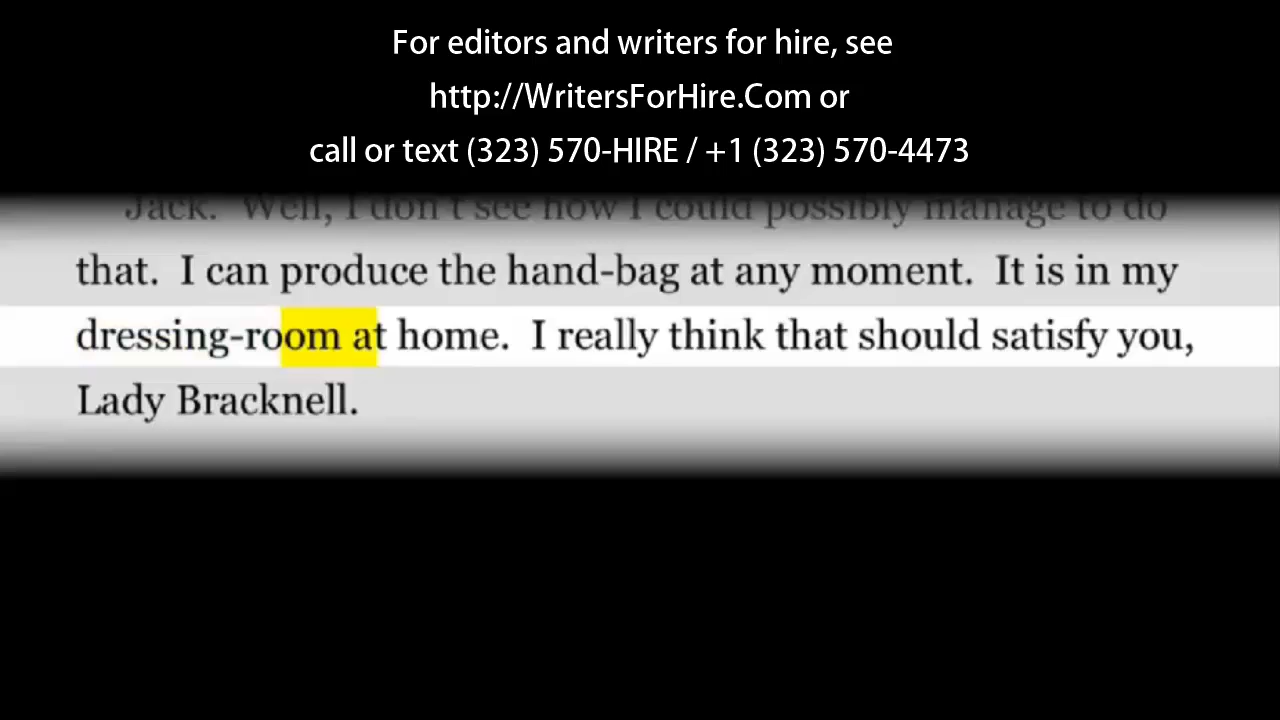 For editors and writers for hire, see
http://WritersForHire.Com or
call or text (323) 570-HIRE / +1 (323) 570-4473
Jack.  Well, I don't see how I could possibly manage to do
that.  I can produce the hand-bag at any moment.  It is in my
dressing-room at home.  I really think that should satisfy you,
Lady Bracknell.